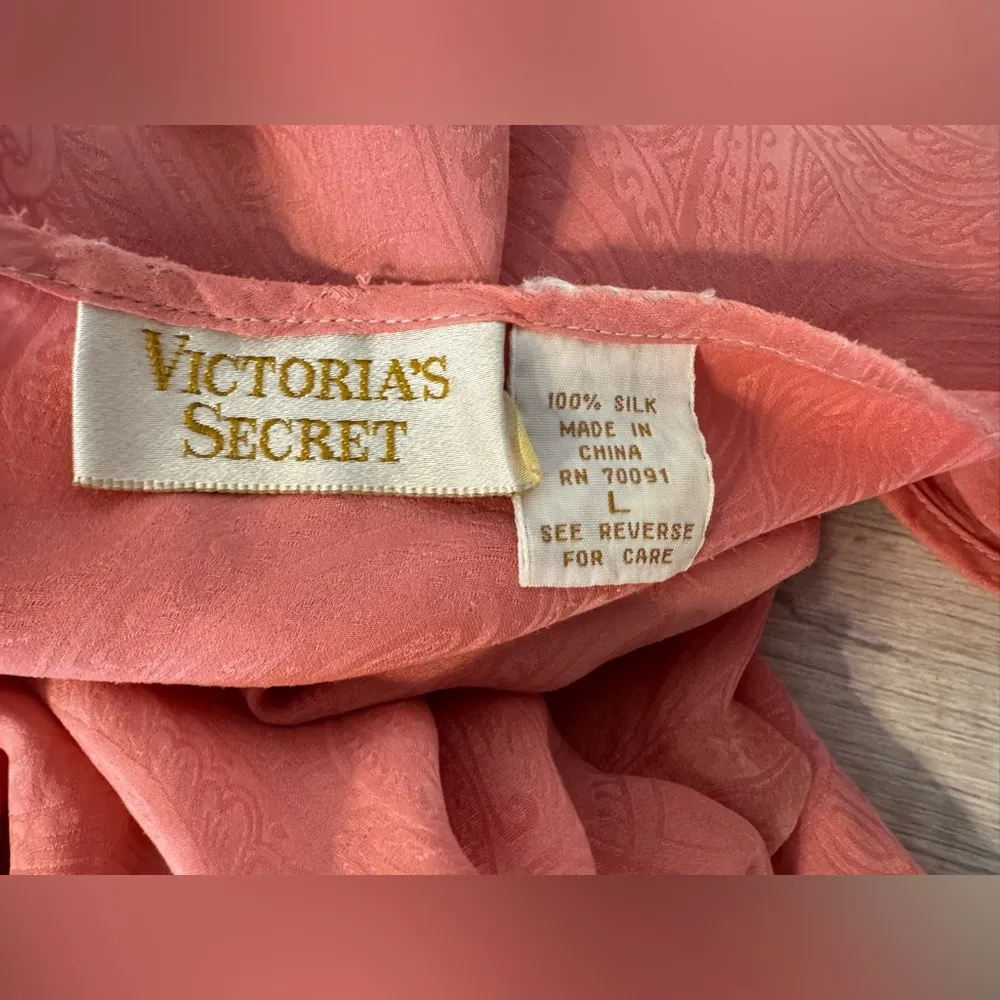 VICTORIA'S
SECRET
100% SILK
MADE IN
CHINA
RN 70091
L
SEE REVERSE
FOR CARE